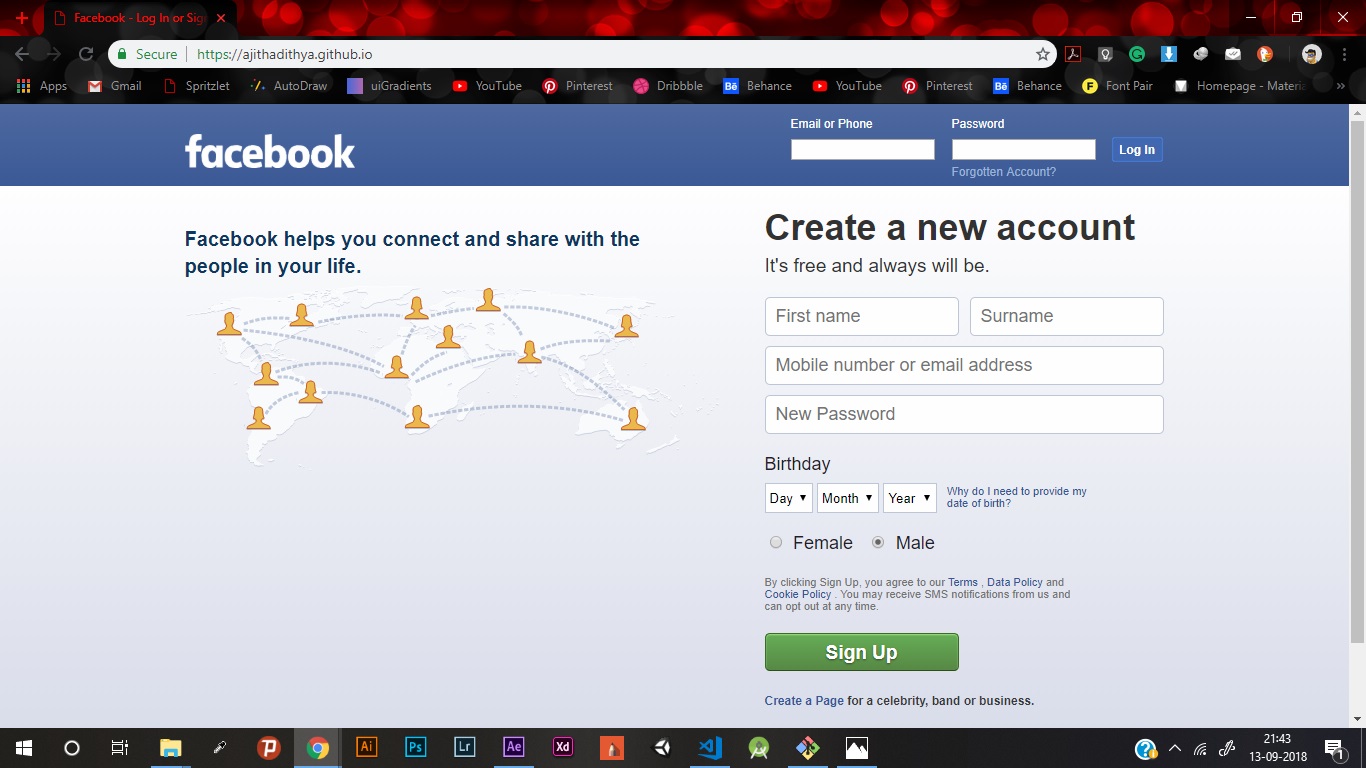 Facebook - Log In or Sig
Secure
https://ajithadithya.github.io
Apps
Gmail
Spritzlet
AutoDraw
uiGradients
YouTube
Pinterest
Dribbble
Behance
YouTube
Pinterest
Behance
Font Pair
Homepage - Materi
»
facebook
Email or Phone
Password
Log In
Forgotten Account?
Facebook helps you connect and share with the
people in your life.
Create a new account
It's free and always will be.
First name
Surname
Mobile number or email address
New Password
Birthday
Day
Month
Year
Why do I need to provide my
date of birth?
Female
Male
By clicking Sign Up, you agree to our Terms , Data Policy and
Cookie Policy . You may receive SMS notifications from us and
can opt out at any time.
Sign Up
Create a Page for a celebrity, band or business.
Ai
Ps
Lr
Ae
Xd
21:43
13-09-2018
1